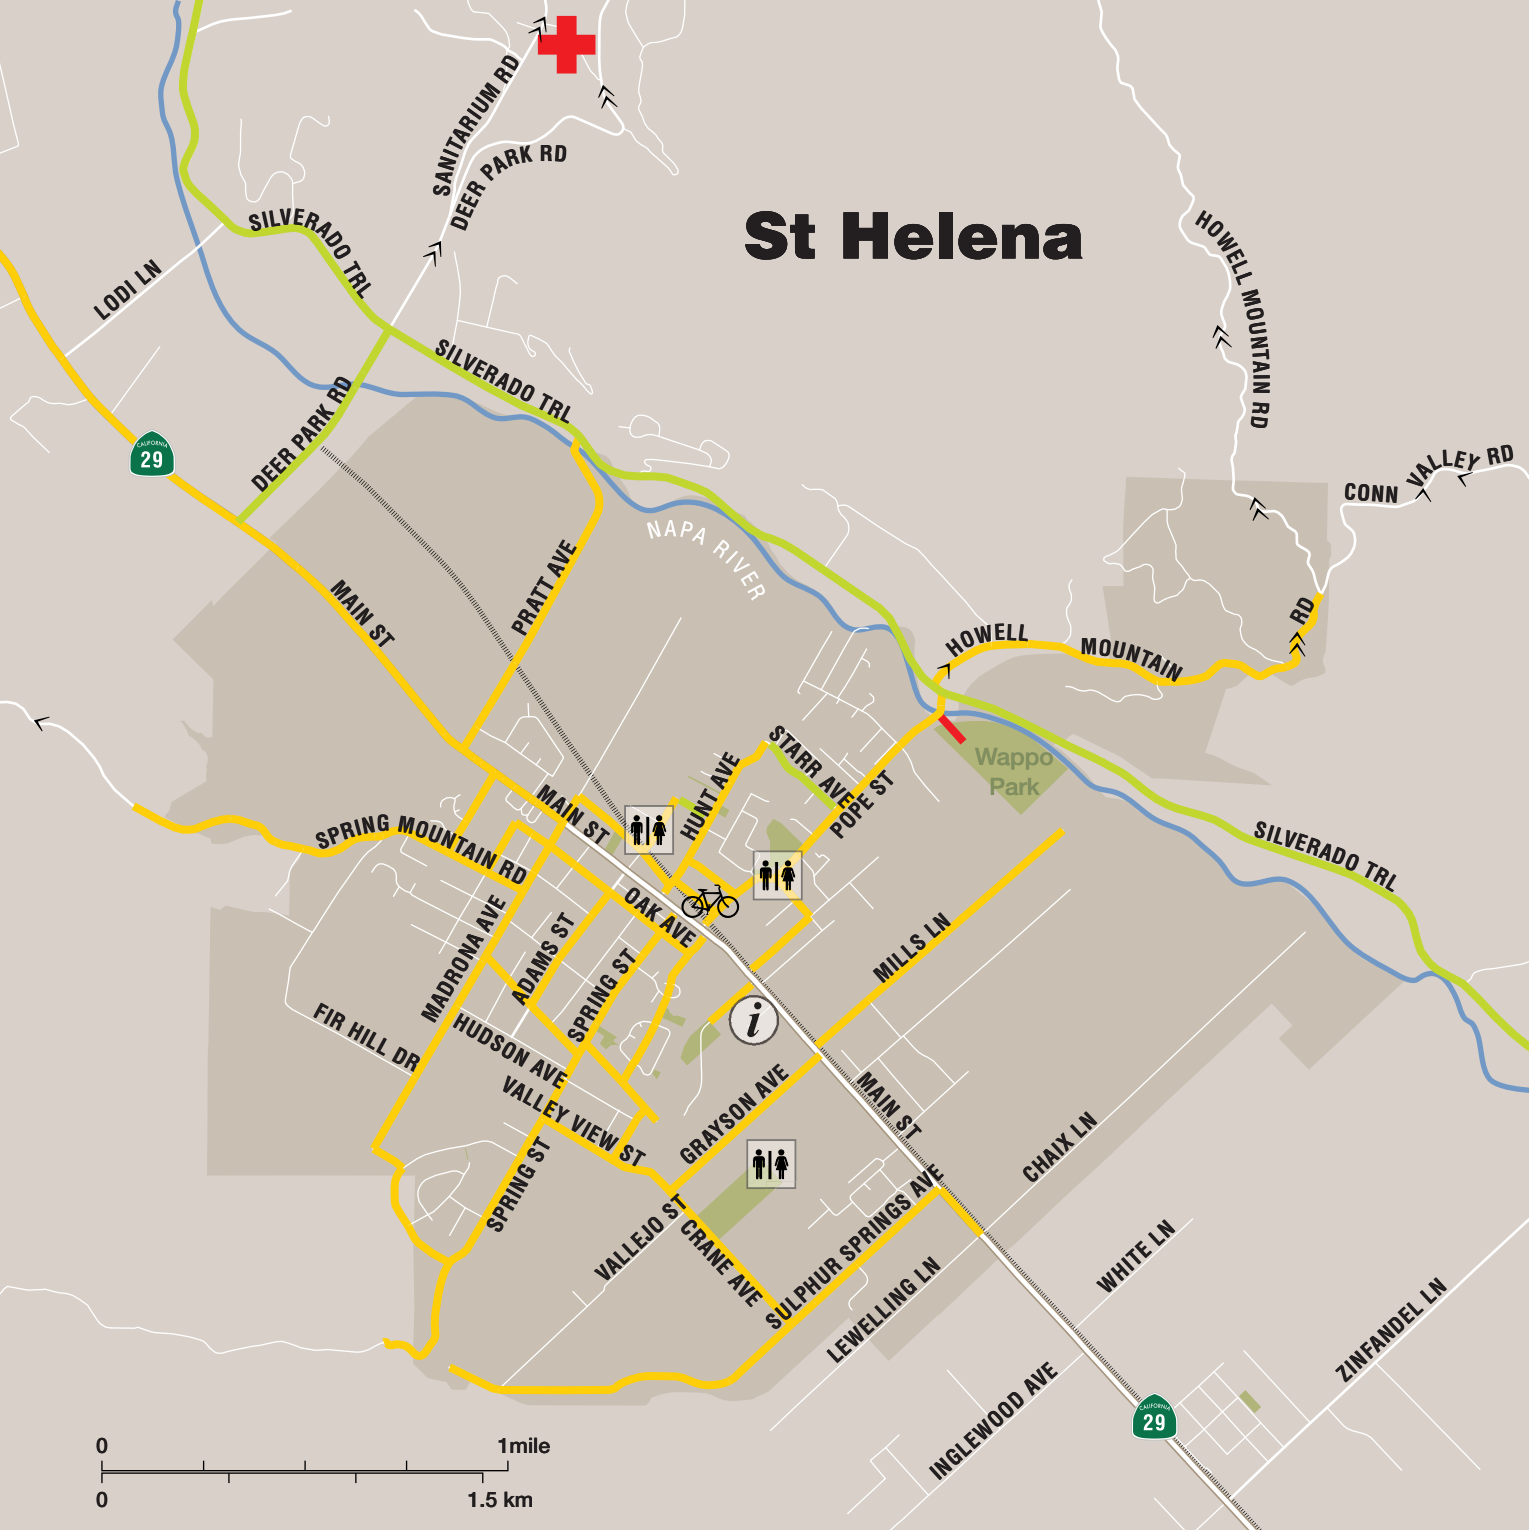 SANITARIUM RD
DEER PARK RD
St Helena
SILVERADO TRL
LODI LN
HOWELL MOUNTAIN RD
SILVERADO TRL
DEER PARK RD
CALIFORNIA
29
CONN VALLEY RD
NAPA RIVER
PRATT AVE
MAIN ST
HOWELL MOUNTAIN RD
STARR AVE
HUNT AVE
POPE ST
Wappo
Park
MAIN ST
SPRING MOUNTAIN RD
SILVERADO TRL
OAK AVE
MADRONA AVE
ADAMS ST
SPRING ST
MILLS LN
i
FIR HILL DR
HUDSON AVE
VALLEY VIEW ST
GRAYSON AVE
MAIN ST
CHAIX LN
SPRING ST
VALLEJO ST
CRANE AVE
SULPHUR SPRINGS AVE
LEWELLING LN
WHITE LN
ZINFANDEL LN
INGLEWOOD AVE
CALIFORNIA
29
0
1mile
0
1.5 km